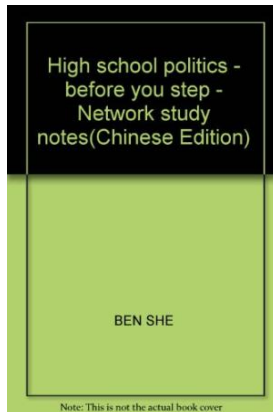 High school politics -
before you step -
Network study
notes(Chinese Edition)
BEN SHE
Note: This is not the actual book cover